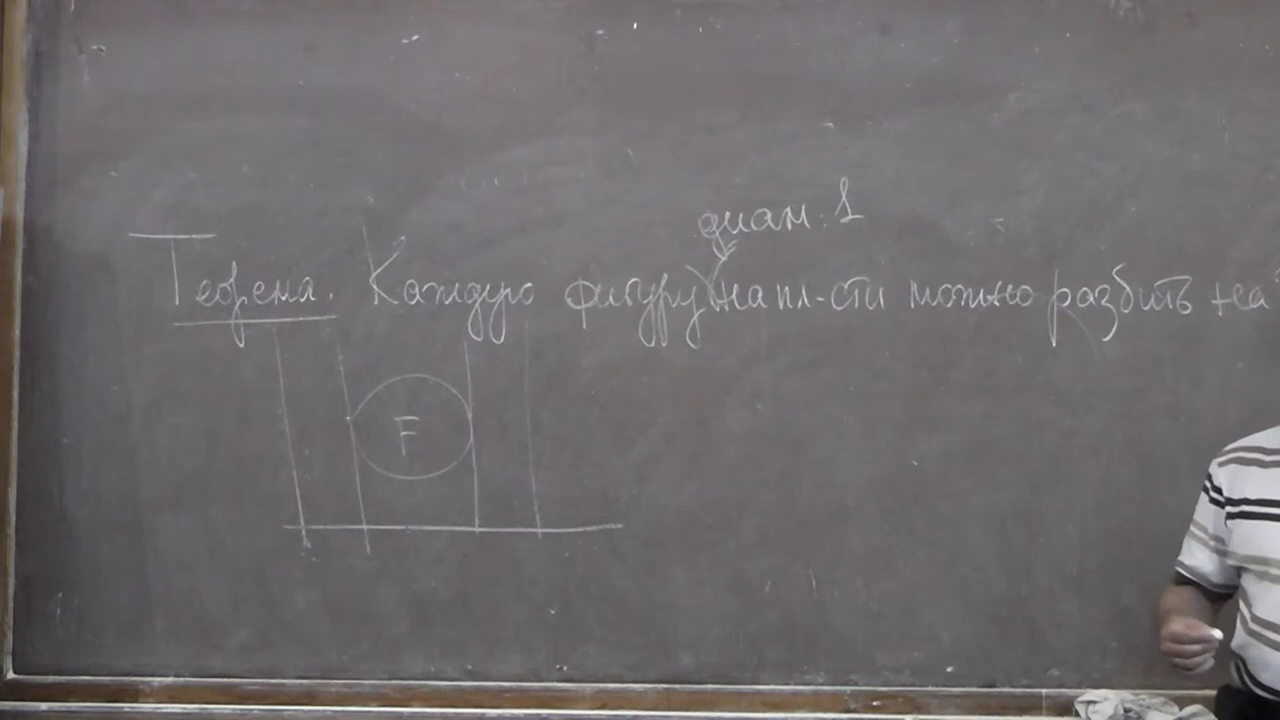 диам. 1
Теорема. Каждую фигуру на пл-сти можно разбить на
F